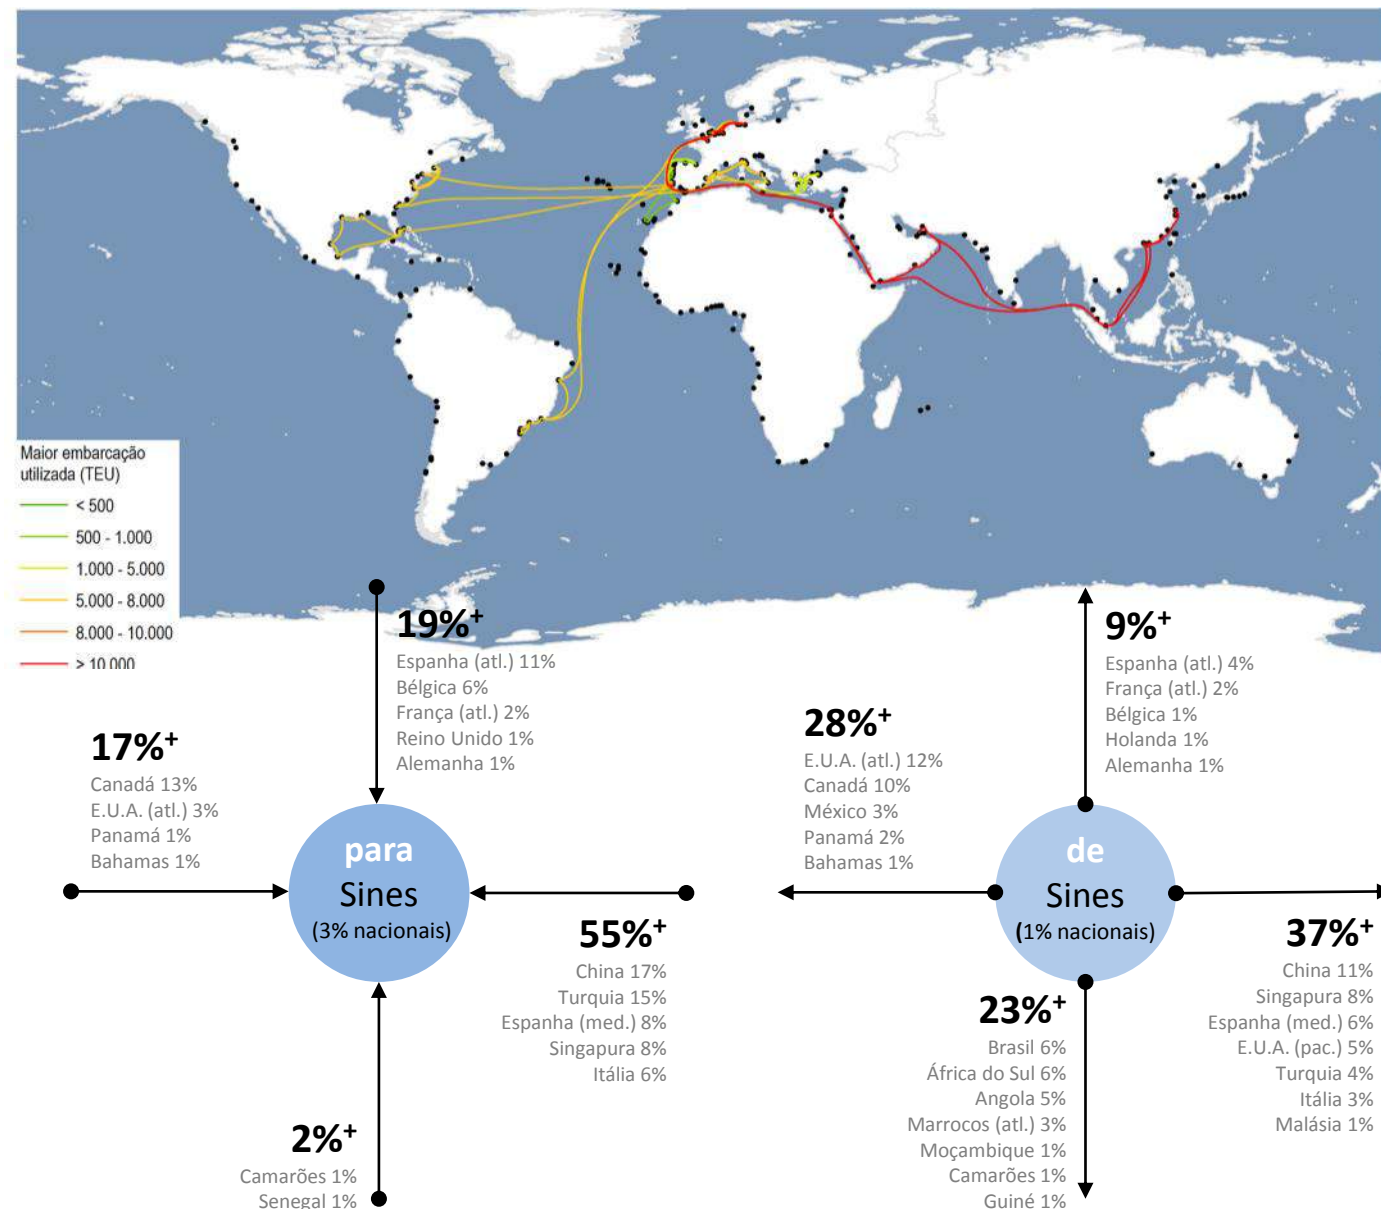 Maior embarcação
utilizada (TEU)
< 500
500 - 1.000
1.000 - 5.000
5.000 - 8.000
8.000 - 10.000
> 10.000
19%+
Espanha (atl.) 11%
Bélgica 6%
França (atl.) 2%
Reino Unido 1%
Alemanha 1%
17%+
Canadá 13%
E.U.A. (atl.) 3%
Panamá 1%
Bahamas 1%
para
Sines
(3% nacionais)
55%+
China 17%
Turquia 15%
Espanha (med.) 8%
Singapura 8%
Itália 6%
2%+
Camarões 1%
Senegal 1%
9%+
Espanha (atl.) 4%
França (atl.) 2%
Bélgica 1%
Holanda 1%
Alemanha 1%
28%+
E.U.A. (atl.) 12%
Canadá 10%
México 3%
Panamá 2%
Bahamas 1%
de
Sines
(1% nacionais)
37%+
China 11%
Singapura 8%
Espanha (med.) 6%
E.U.A. (pac.) 5%
Turquia 4%
Itália 3%
Malásia 1%
23%+
Brasil 6%
África do Sul 6%
Angola 5%
Marrocos (atl.) 3%
Moçambique 1%
Camarões 1%
Guiné 1%